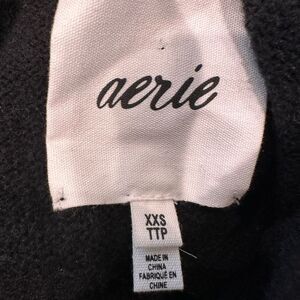 aerie
XXS
TTP
MADE IN
CHINA
FABRIQUÉ EN
CHINE